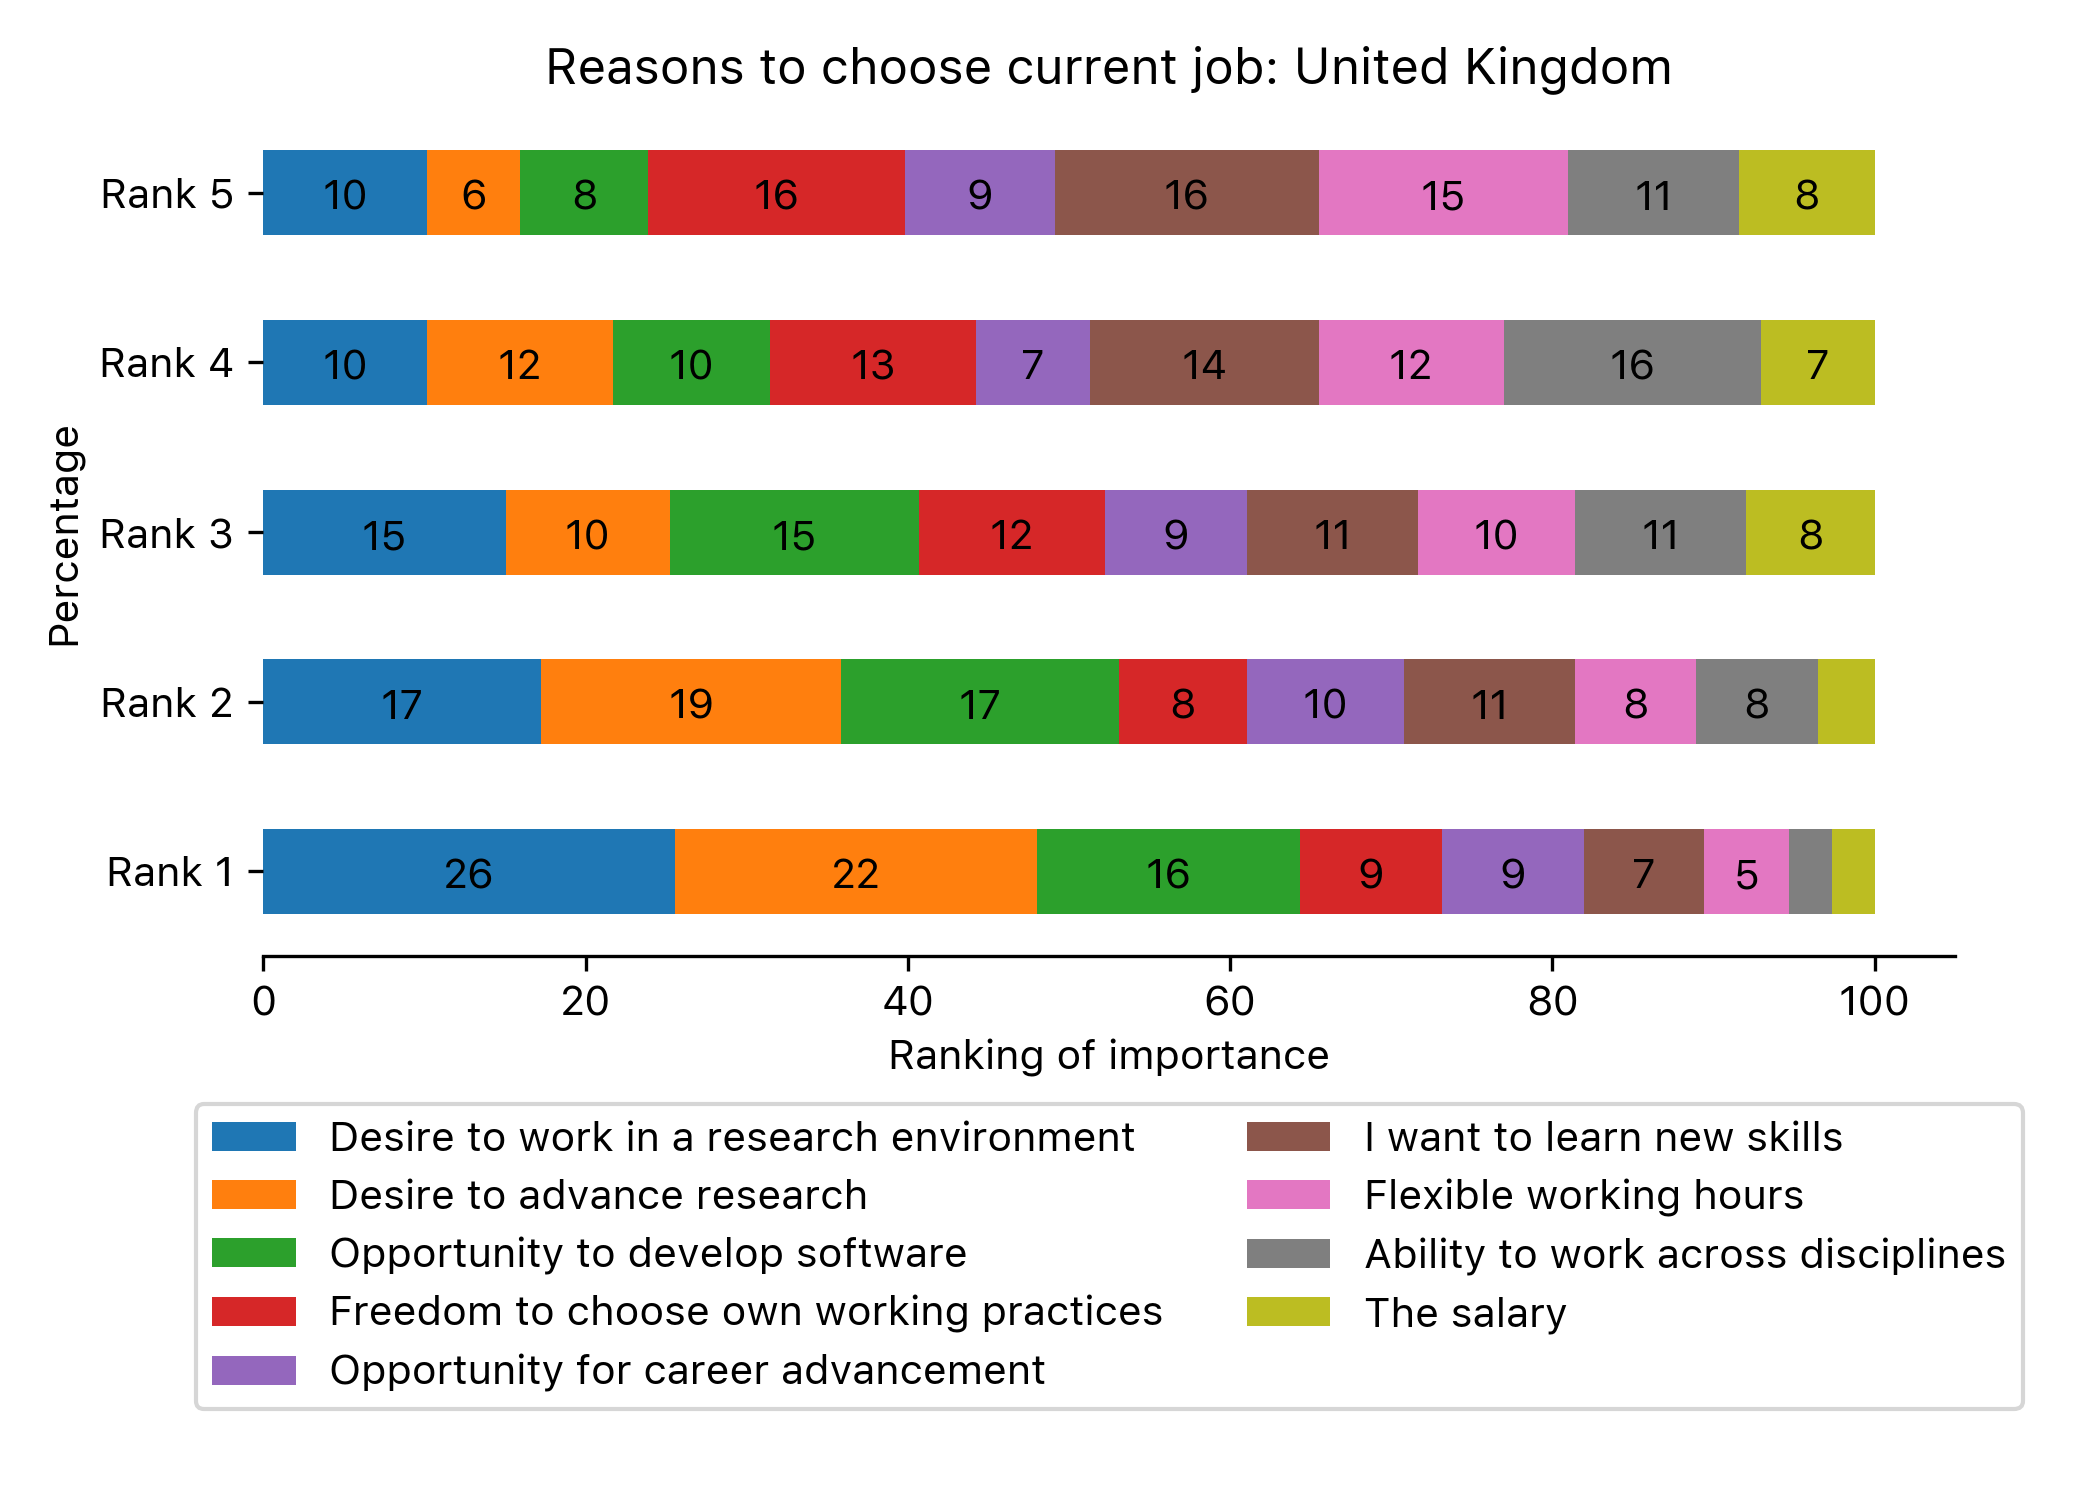 Reasons to choose current job: United Kingdom
Rank 5 10 6 8 16 9 16 15 11 8
Rank 4 10 12 10 13 7 14 12 16 7
Percentage
Rank 3 15 10 15 12 9 11 10 11 8
Rank 2 17 19 17 8 10 11 8 8
Rank 1 26 22 16 9 9 7 5
0 20 40 60 80 100
Ranking of importance
Desire to work in a research environment
Desire to advance research
Opportunity to develop software
Freedom to choose own working practices
Opportunity for career advancement
I want to learn new skills
Flexible working hours
Ability to work across disciplines
The salary